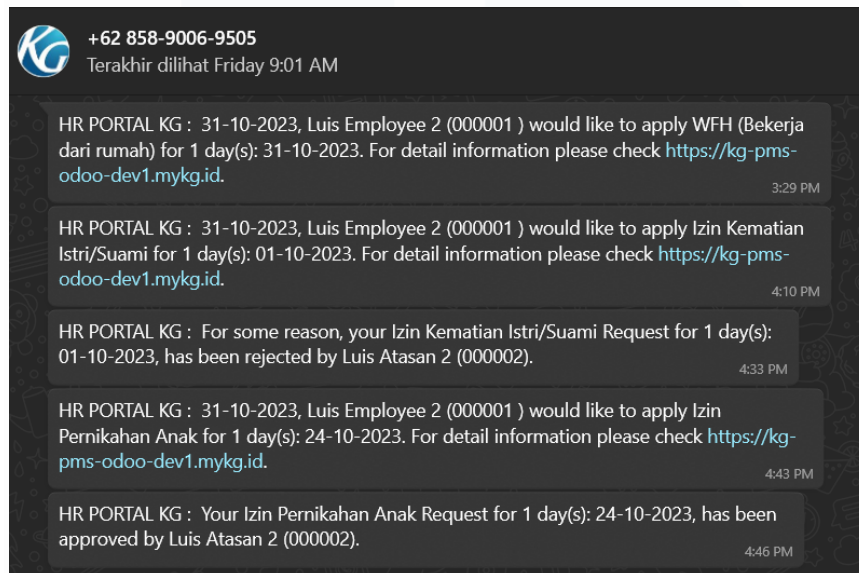 KG
+62 858-9006-9505
Terakhir dilihat Friday 9:01 AM
HR PORTAL KG :  31-10-2023, Luis Employee 2 (000001 ) would like to apply WFH (Bekerja
dari rumah) for 1 day(s): 31-10-2023. For detail information please check https://kg-pms-
odoo-dev1.mykg.id.
3:29 PM
HR PORTAL KG :  31-10-2023, Luis Employee 2 (000001 ) would like to apply Izin Kematian
Istri/Suami for 1 day(s): 01-10-2023. For detail information please check https://kg-pms-
odoo-dev1.mykg.id.
4:10 PM
HR PORTAL KG :  For some reason, your Izin Kematian Istri/Suami Request for 1 day(s):
01-10-2023, has been rejected by Luis Atasan 2 (000002).
4:33 PM
HR PORTAL KG :  31-10-2023, Luis Employee 2 (000001 ) would like to apply Izin
Pernikahan Anak for 1 day(s): 24-10-2023. For detail information please check https://kg-
pms-odoo-dev1.mykg.id.
4:43 PM
HR PORTAL KG :  Your Izin Pernikahan Anak Request for 1 day(s): 24-10-2023, has been
approved by Luis Atasan 2 (000002).
4:46 PM